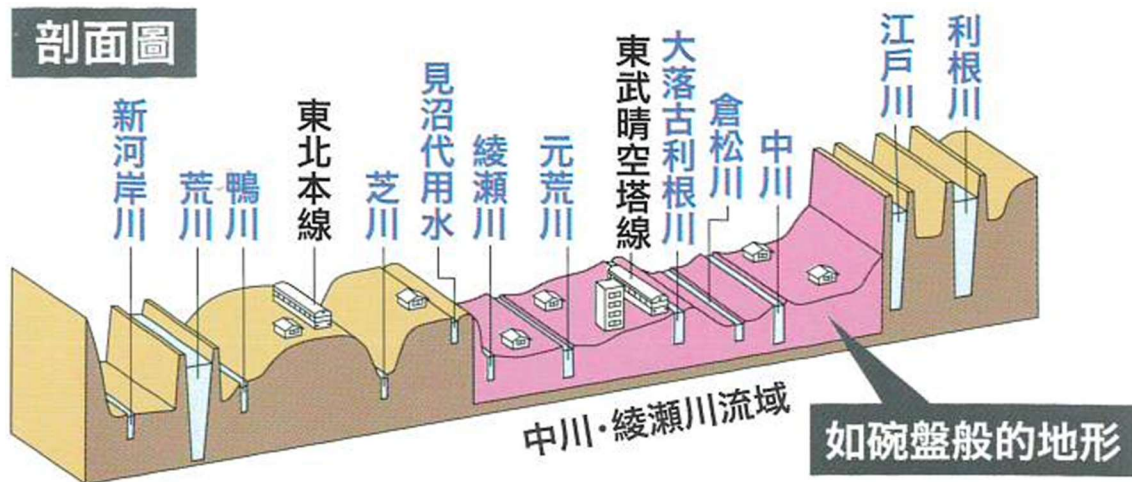 剖面圖
新河岸川
荒川
鴨川
東北本線
芝川
見沼代用水
綾瀬川
元荒川
東武晴空塔線
大落古利根川
倉松川
中川
江戶川
利根川
中川·綾瀬川流域
如碗盤般的地形